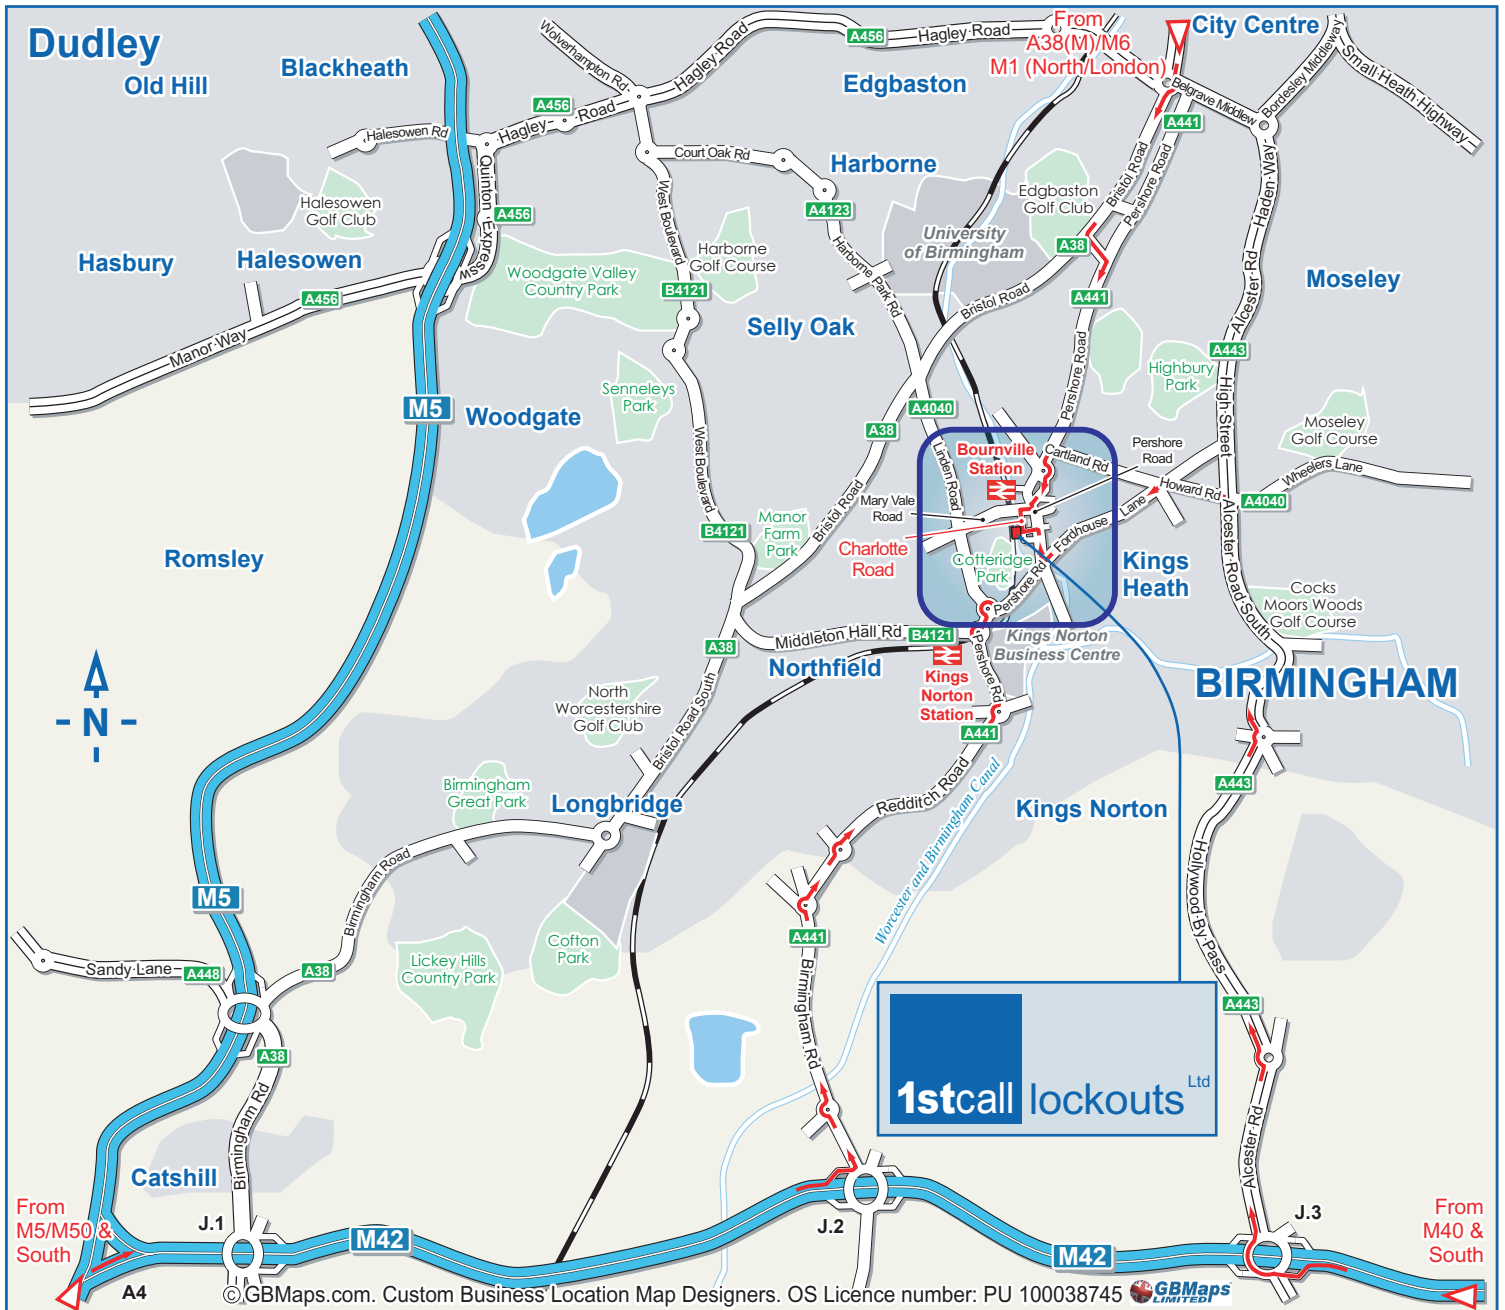 Dudley
Old Hill
Blackheath
Wolverhampton Rd
Hagley Road
A456
Hagley Road
From
A38(M)/M6
M1 (North/London)
City Centre
Edgbaston
Belgrave Middlew
Bordesley Middleway
Small Heath Highway
A456
Hagley Road
Halesowen Rd
A441
Court Oak Rd
Harborne
Quinton Expressw
West Boulevard
Bristol Road
Pershore Road
Haden Way
Halesowen
Golf Club
A456
A4123
Edgbaston
Golf Club
University
of Birmingham
Harborne
Golf Course
A38
Hasbury
Halesowen
Woodgate Valley
Country Park
Harborne Park Rd
Alcester Rd
Moseley
A456
B4121
Bristol Road
A441
Manor Way
Selly Oak
Alcester Rd
A443
Pershore Road
Highbury
Park
Senneleys
Park
M5
Woodgate
A4040
High Street
Moseley
Golf Course
A38
West Boulevard
Linden Road
Bournville
Station
Cartland Rd
Pershore
Road
Wheelers Lane
Howard Rd
A4040
Mary Vale
Road
Lane
Fordhouse
Bristol Road
B4121
Manor
Farm
Park
Charlotte
Road
Cotteridge
Park
Alcester Road South
Romsley
Kings
Heath
Pershore Rd
Cocks
Moors Woods
Golf Course
Middleton Hall Rd
B4121
Kings Norton
Business Centre
A38
Northfield
Pershore Rd
Kings
Norton
Station
BIRMINGHAM
N
North
Worcestershire
Golf Club
Bristol Road South
A441
Birmingham
Great Park
Longbridge
Redditch Road
Worcester and Birmingham Canal
Kings Norton
A443
Hollywood By Pass
M5
Birmingham Road
A441
Cofton
Park
Lickey Hills
Country Park
Sandy Lane
A448
A38
Birmingham Rd
A443
A38
1stcall lockouts Ltd
Birmingham Rd
Alcester Rd
Catshill
From
M5/M50 &
South
J.1
M42
J.2
M42
J.3
From
M40 &
South
A4
© GBMaps.com. Custom Business Location Map Designers. OS Licence number: PU 100038745
GBMaps
LIMITED